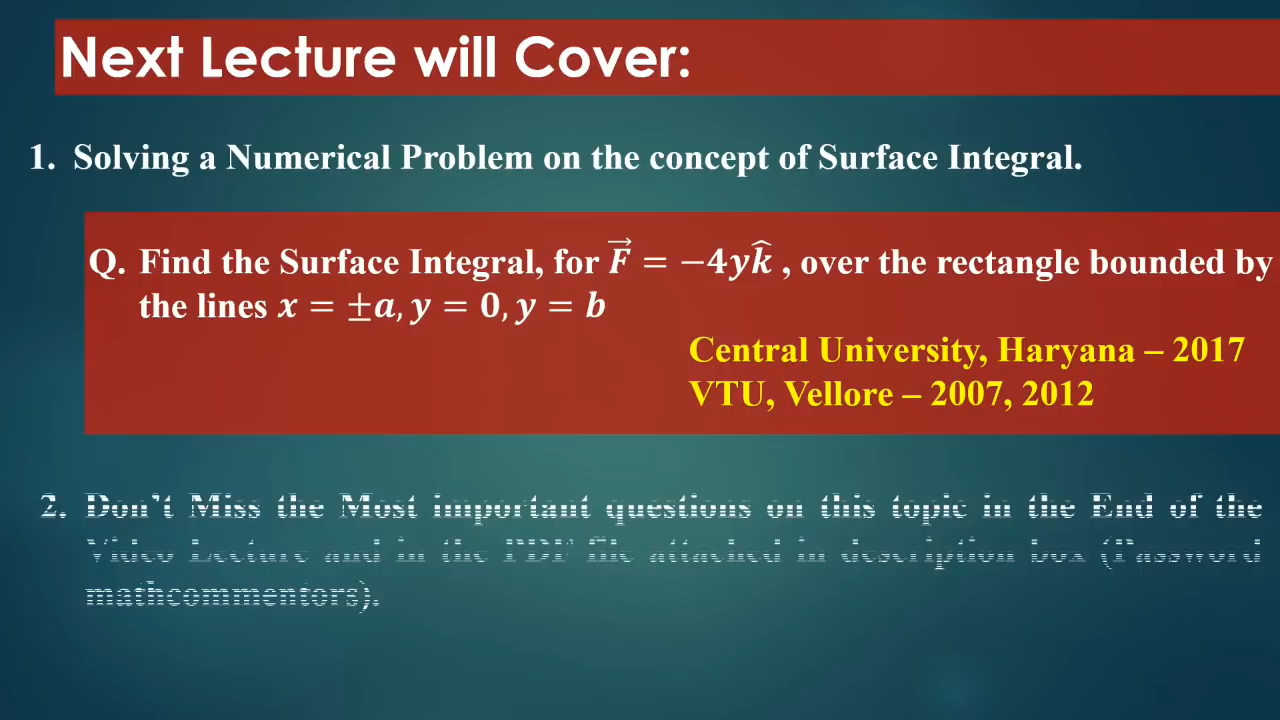 Next Lecture will Cover:
1. Solving a Numerical Problem on the concept of Surface Integral.
Q. Find the Surface Integral, for F⃗ = −4yk̂ , over the rectangle bounded by
the lines x = ±a, y = 0, y = b
Central University, Haryana – 2017
VTU, Vellore – 2007, 2012
2. Don't Miss the Most important questions on this topic in the End of the
Video Lecture and in the PDF file attached in description box (Password
mathcommentors).